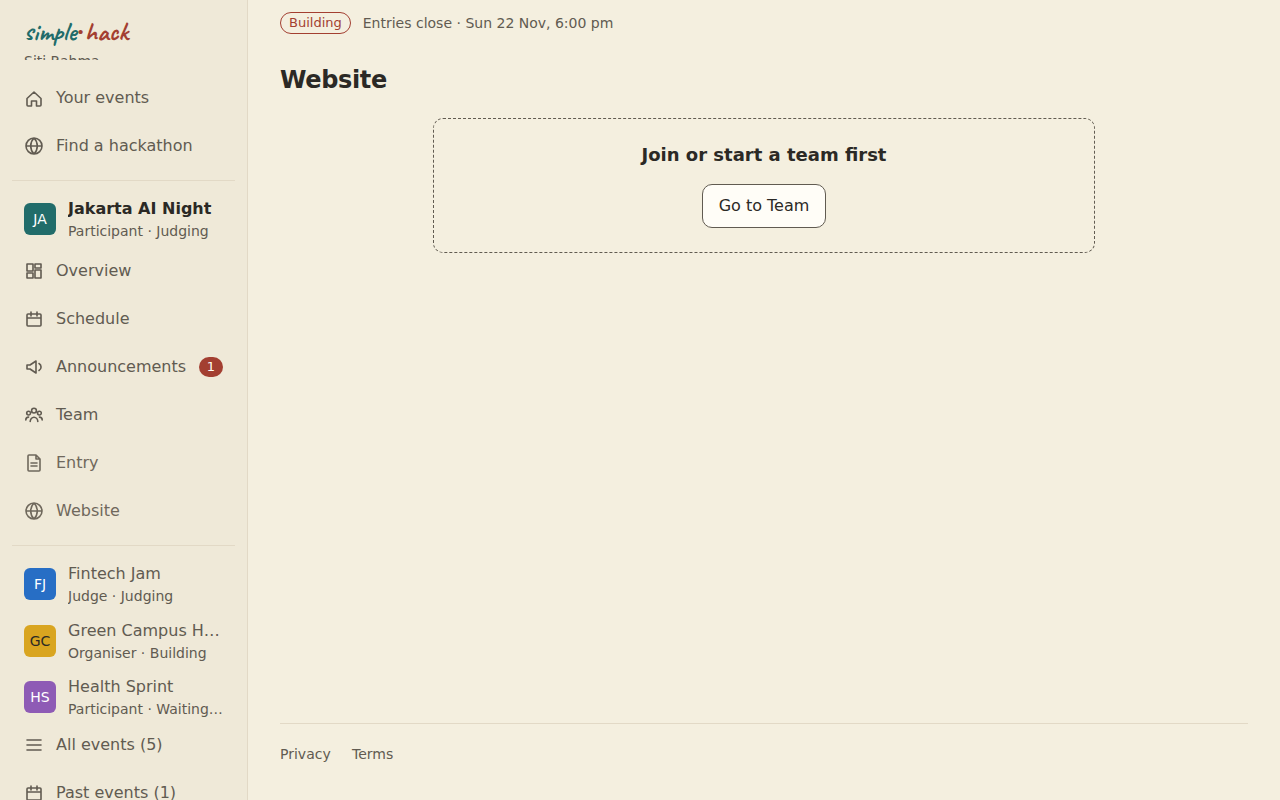 simple·hack
Siti Rahma
Your events
Find a hackathon
JA
Jakarta AI Night
Participant · Judging
Overview
Schedule
Announcements 1
Team
Entry
Website
FJ
Fintech Jam
Judge · Judging
GC
Green Campus H…
Organiser · Building
HS
Health Sprint
Participant · Waiting…
All events (5)
Past events (1)
Building Entries close · Sun 22 Nov, 6:00 pm
Website
Join or start a team first
Go to Team
Privacy Terms